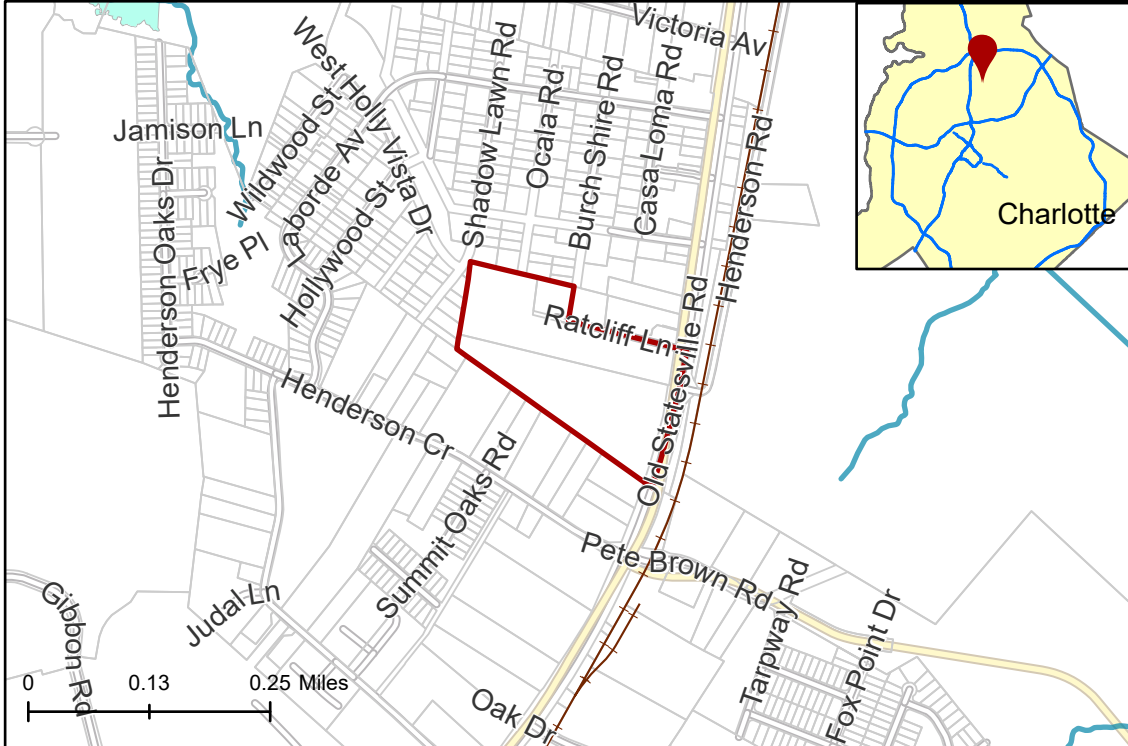 Victoria Av
West Holly Vista Dr
Shadow Lawn Rd
Ocala Rd
Burch Shire Rd
Casa Loma Rd
Henderson Rd
Charlotte
Jamison Ln
Wildwood St
Laborde Av
Henderson Oaks Dr
Frye Pl
Hollywood St
Ratcliff Ln
Old Statesville Rd
Henderson Cr
Summit Oaks Rd
Pete Brown Rd
Judal Ln
Gibbon Rd
Tarpway Rd
Fox Point Dr
Oak Dr
0 0.13 0.25 Miles